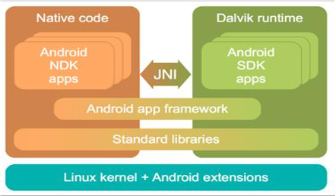 Native code
Dalvik runtime
Android
NDK
apps
JNI
Android
SDK
apps
Android app framework
Standard libraries
Linux kernel + Android extensions